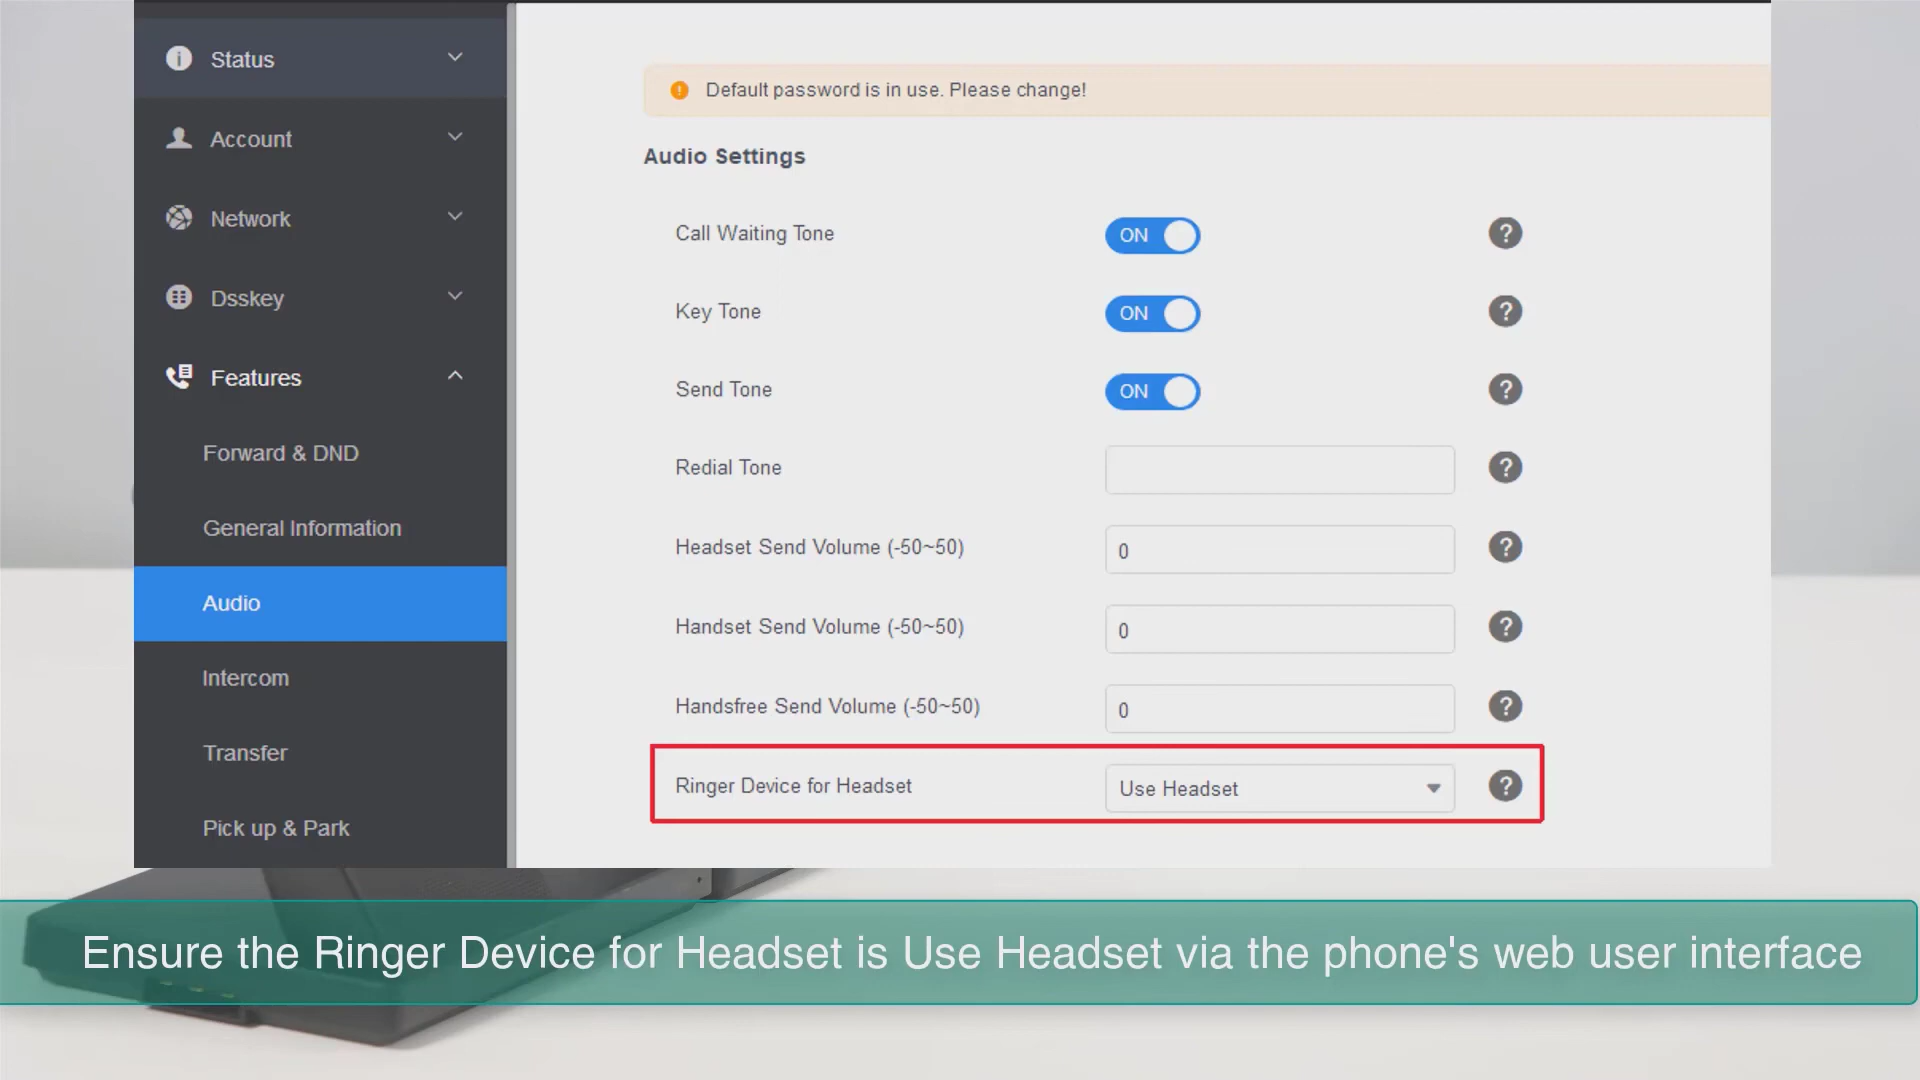 Status
Account
Network
Dsskey
Features
Forward & DND
General Information
Audio
Intercom
Transfer
Pick up & Park
Default password is in use. Please change!
Audio Settings
Call Waiting Tone ON ?
Key Tone ON ?
Send Tone ON ?
Redial Tone ?
Headset Send Volume (-50~50) 0 ?
Handset Send Volume (-50~50) 0 ?
Handsfree Send Volume (-50~50) 0 ?
Ringer Device for Headset Use Headset ?
Ensure the Ringer Device for Headset is Use Headset via the phone's web user interface